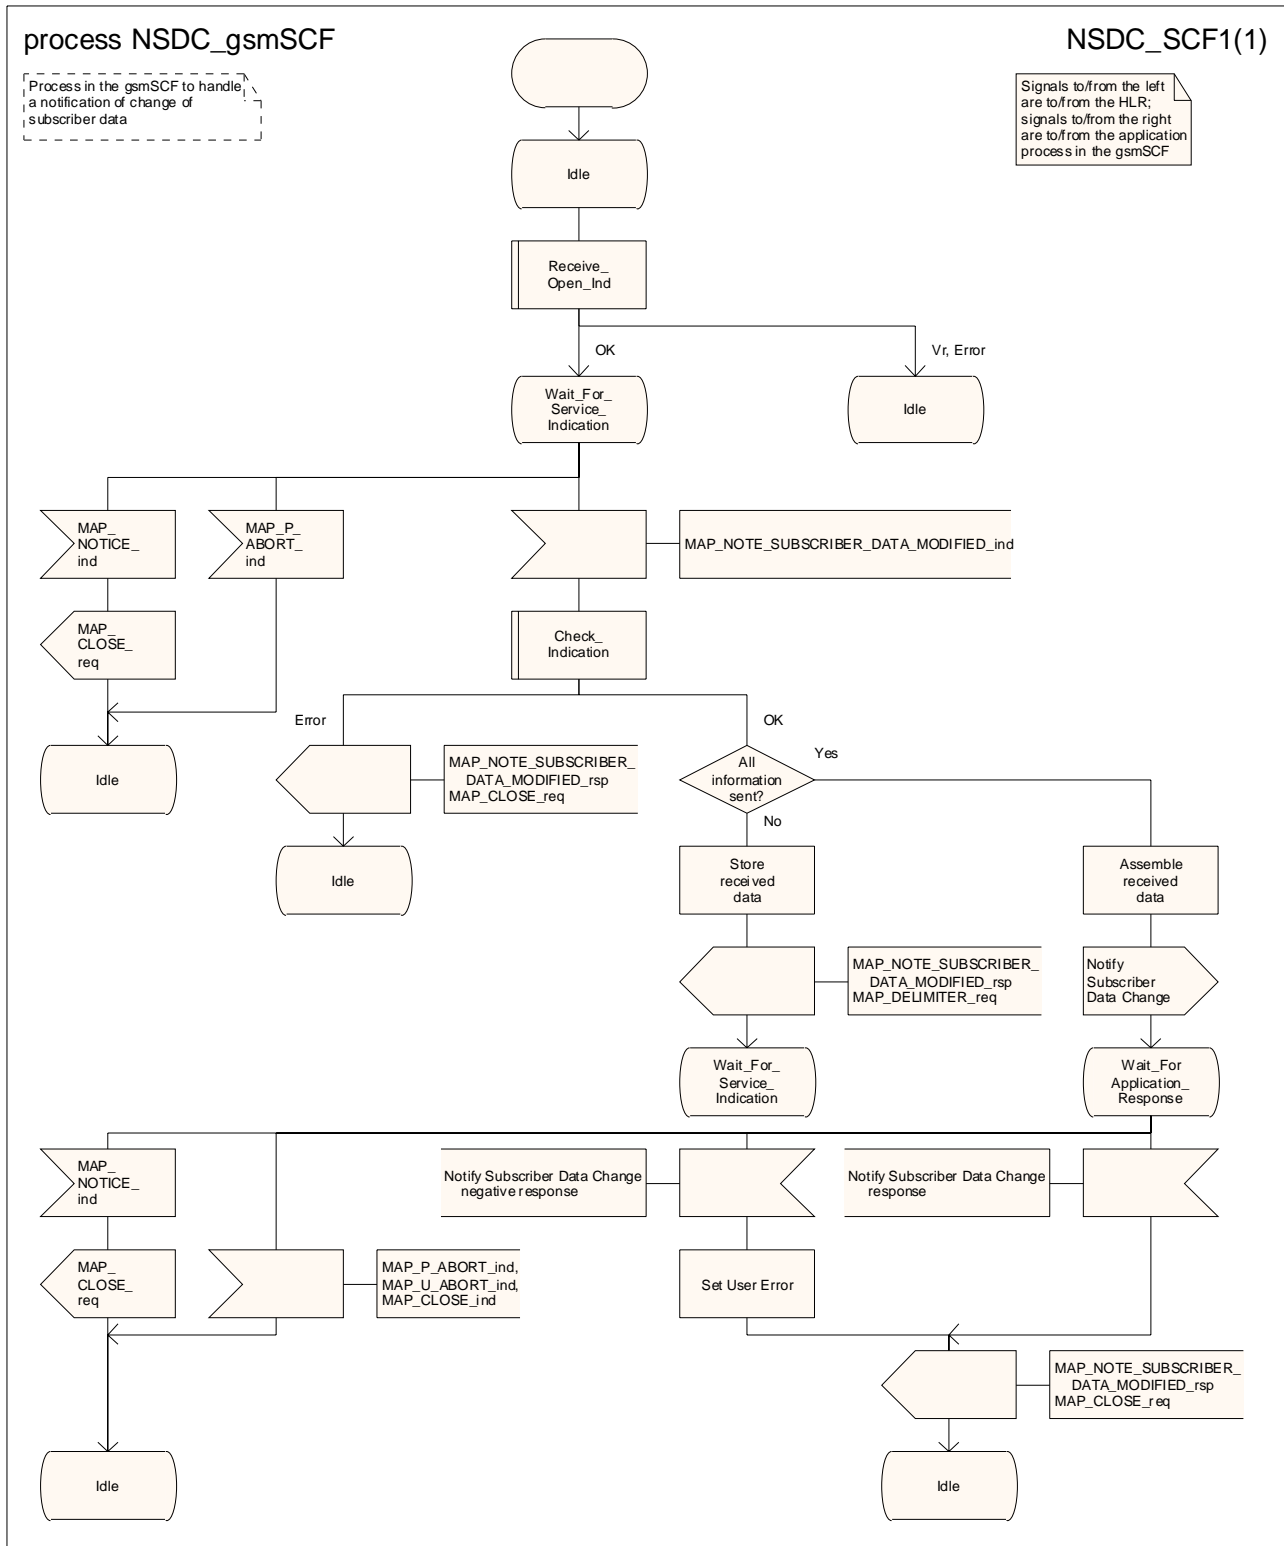 process NSDC_gsmSCF
NSDC_SCF1(1)
Process in the gsmSCF to handle
a notification of change of
subscriber data
Signals to/from the left
are to/from the HLR;
signals to/from the right
are to/from the application
process in the gsmSCF
Idle
Receive_
Open_Ind
OK
Vr, Error
Wait_For_
Service_
Indication
Idle
MAP_
NOTICE_
ind
MAP_P_
ABORT_
ind
MAP_NOTE_SUBSCRIBER_DATA_MODIFIED_ind
MAP_
CLOSE_
req
Check_
Indication
Error
OK
Idle
MAP_NOTE_SUBSCRIBER_
DATA_MODIFIED_rsp
MAP_CLOSE_req
All
information
sent?
Yes
No
Idle
Store
received
data
Assemble
received
data
MAP_NOTE_SUBSCRIBER_
DATA_MODIFIED_rsp
MAP_DELIMITER_req
Notify
Subscriber
Data Change
Wait_For_
Service_
Indication
Wait_For
Application_
Response
MAP_
NOTICE_
ind
Notify Subscriber Data Change
negative response
Notify Subscriber Data Change
response
MAP_
CLOSE_
req
MAP_P_ABORT_ind,
MAP_U_ABORT_ind,
MAP_CLOSE_ind
Set User Error
MAP_NOTE_SUBSCRIBER_
DATA_MODIFIED_rsp
MAP_CLOSE_req
Idle
Idle